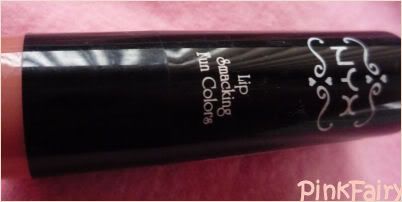 NYX
Lip
Smacking
Fun Colors
PinkFairy